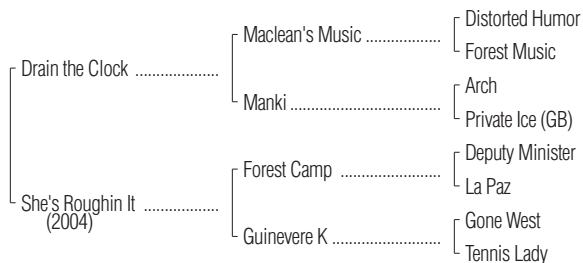 Distorted Humor
Maclean's Music ....................
Forest Music
Drain the Clock ......................
Arch
Manki ...................................
Private Ice (GB)
Deputy Minister
Forest Camp .........................
La Paz
She's Roughin It ....................
(2004)
Gone West
Guinevere K ..........................
Tennis Lady